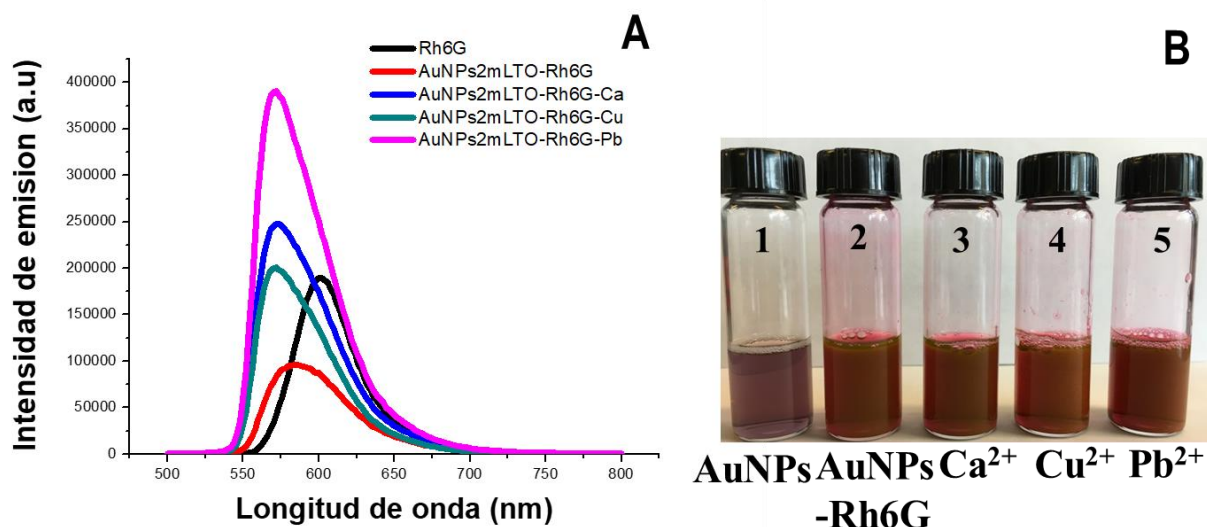 A
Rh6G
AuNPs2mLTO-Rh6G
AuNPs2mLTO-Rh6G-Ca
AuNPs2mLTO-Rh6G-Cu
AuNPs2mLTO-Rh6G-Pb
Intensidad de emision (a.u)
400000
350000
300000
250000
200000
150000
100000
50000
0
500 550 600 650 700 750 800
Longitud de onda (nm)
B
1 2 3 4 5
AuNPs AuNPs Ca²⁺ Cu²⁺ Pb²⁺
-Rh6G